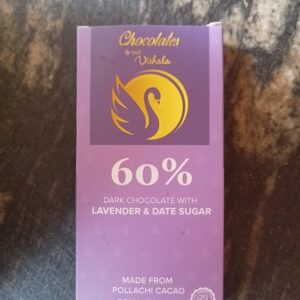 Chocolates
Vishala
60%
DARK CHOCOLATE WITH
LAVENDER & DATE SUGAR
MADE FROM
POLLACHI CACAO